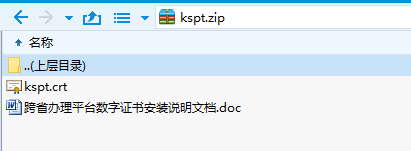 kspt.zip
名称
..(上层目录)
kspt.crt
跨省办理平台数字证书安装说明文档.doc